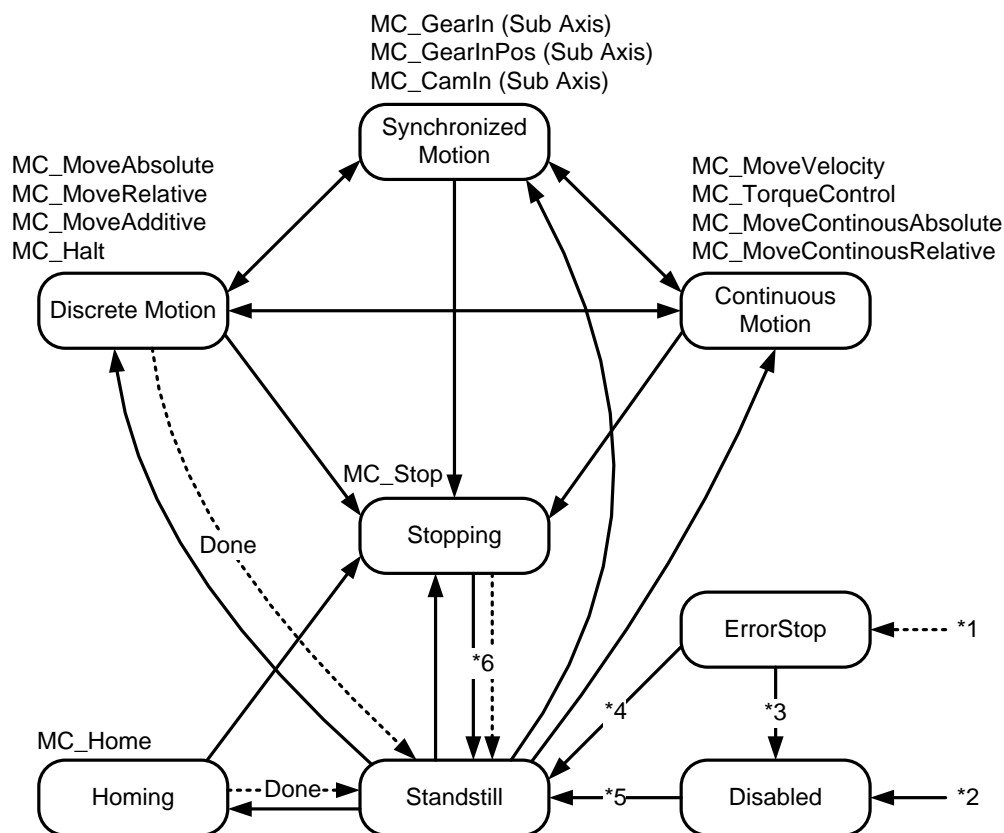 MC_GearIn (Sub Axis)
MC_GearInPos (Sub Axis)
MC_CamIn (Sub Axis)
Synchronized
Motion
MC_MoveAbsolute
MC_MoveRelative
MC_MoveAdditive
MC_Halt
MC_MoveVelocity
MC_TorqueControl
MC_MoveContinousAbsolute
MC_MoveContinousRelative
Discrete Motion
Continuous
Motion
MC_Stop
Stopping
Done
ErrorStop
*1
*6
*4
*3
MC_Home
Homing
Done
Standstill
*5
Disabled
*2